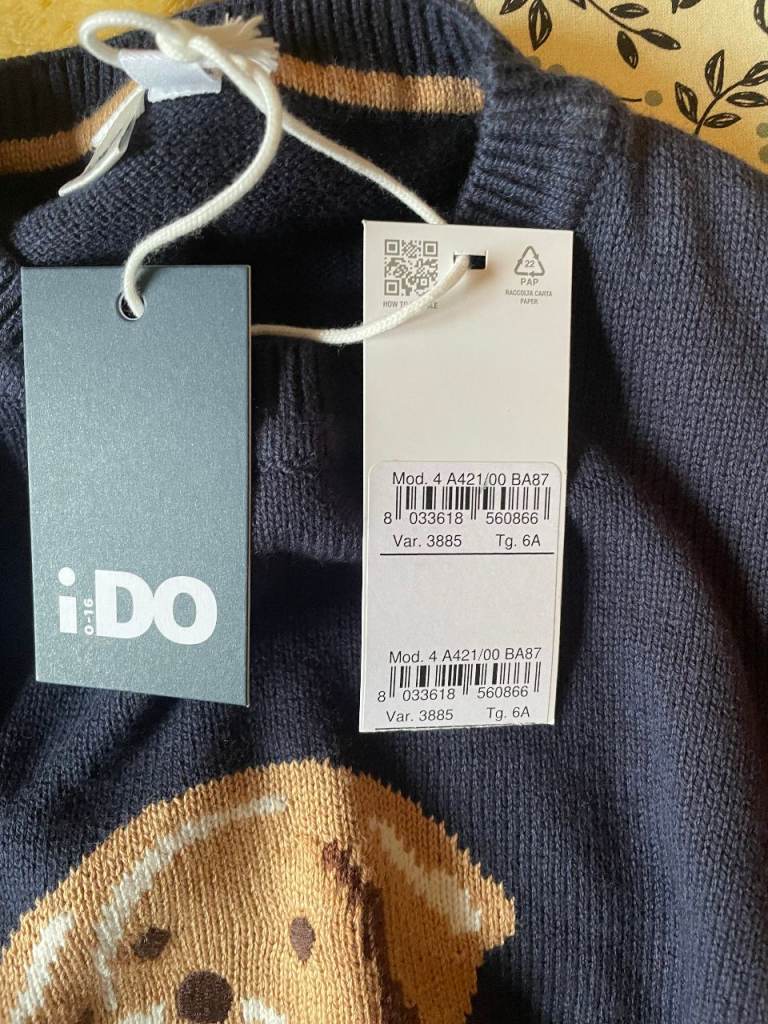 iDO
0-16
HOW TO
22
PAP
RACCOLTA CARTA
PAPER
Mod. 4 A421/00 BA87
8 033618 560866
Var. 3885 Tg. 6A
Mod. 4 A421/00 BA87
8 033618 560866
Var. 3885 Tg. 6A